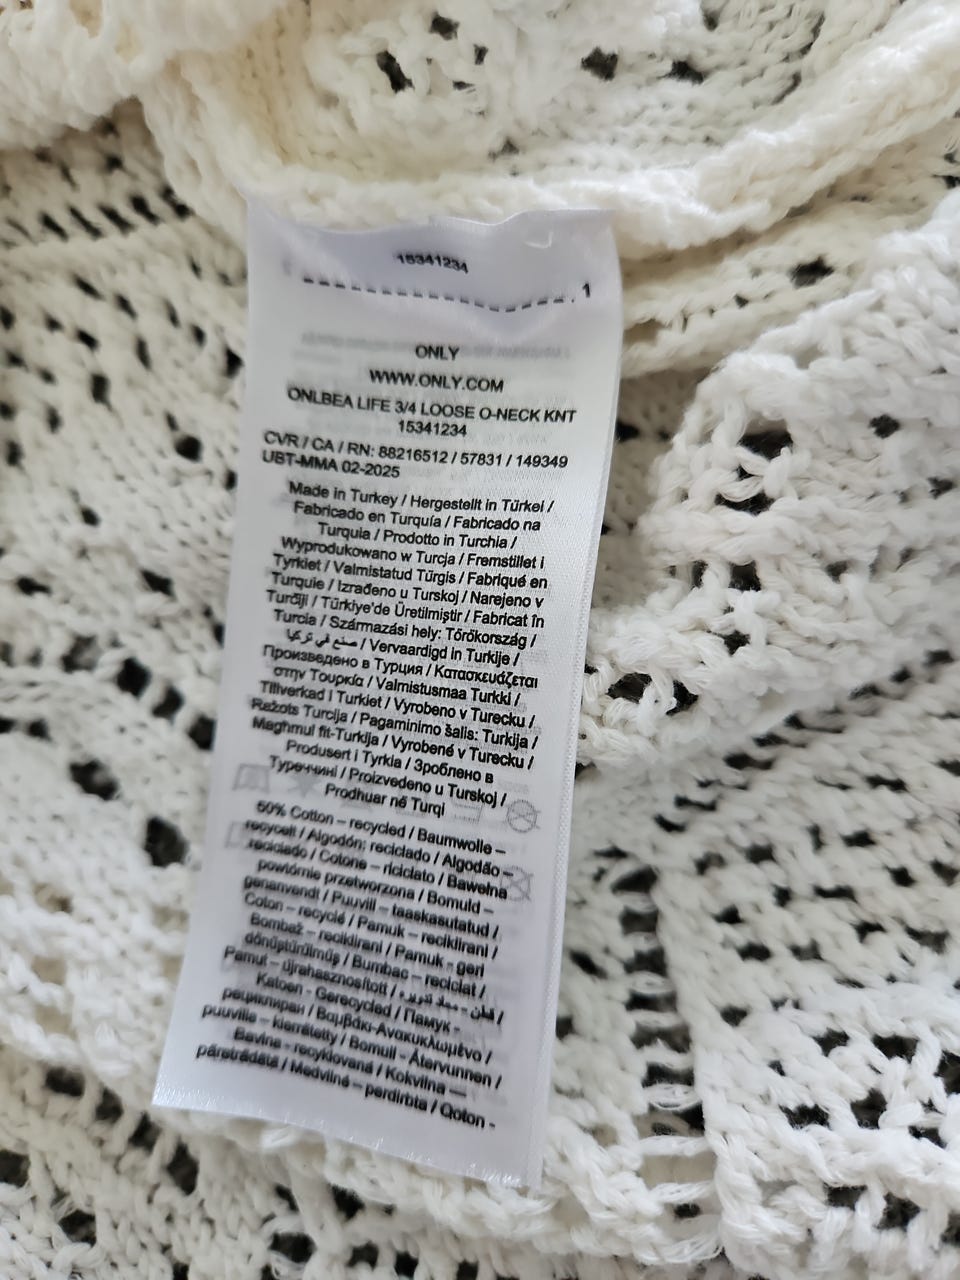 15341234
1
ONLY
WWW.ONLY.COM
ONLBEA LIFE 3/4 LOOSE O-NECK KNT
15341234
CVR / CA / RN: 88216512 / 57831 / 149349
UBT-MMA 02-2025
Made in Turkey / Hergestellt in Türkei /
Fabricado en Turquía / Fabricado na
Turquia / Prodotto in Turchia /
Wyprodukowano w Turcja / Fremstillet i
Tyrkiet / Valmistatud Türgis / Fabriqué en
Turquie / Izrađeno u Turskoj / Narejeno v
Turčiji / Türkiye'de Üretilmiştir / Fabricat în
Turcia / Származási hely: Törökország /
صنع في تركيا / Vervaardigd in Turkije /
Произведено в Турция / Κατασκευάζεται
στην Τουρκία / Valmistusmaa Turkki /
Tillverkad i Turkiet / Vyrobeno v Turecku /
Ražots Turcija / Pagaminimo šalis: Turkija /
Maghmul fit-Turkija / Vyrobené v Turecku /
Produsert i Tyrkia / Зроблено в
Туреччині / Proizvedeno u Turskoj /
Prodhuar në Turqi
50% Cotton – recycled / Baumwolle –
recycelt / Algodón: reciclado / Algodão –
reciclado / Cotone – riciclato / Bawełna
powtórnie przetworzona / Bomuld –
genanvendt / Puuvill – taaskasutatud /
Coton – recyclé / Pamuk – reciklirani /
Bombaž – reciklirani / Pamuk - geri
dönüştürülmüş / Bumbac – reciclat /
Pamut – újrahasznosított / قطن - معاد تدويره /
Katoen - Gerecycled / Памук -
рециклиран / Βαμβάκι-Ανακυκλωμένο /
puuvilla – kierrätetty / Bomull - Återvunnen /
Bavlna - recyklovaná / Kokvilna —
pārstrādāta / Medvilnė – perdirbta / Qoton -